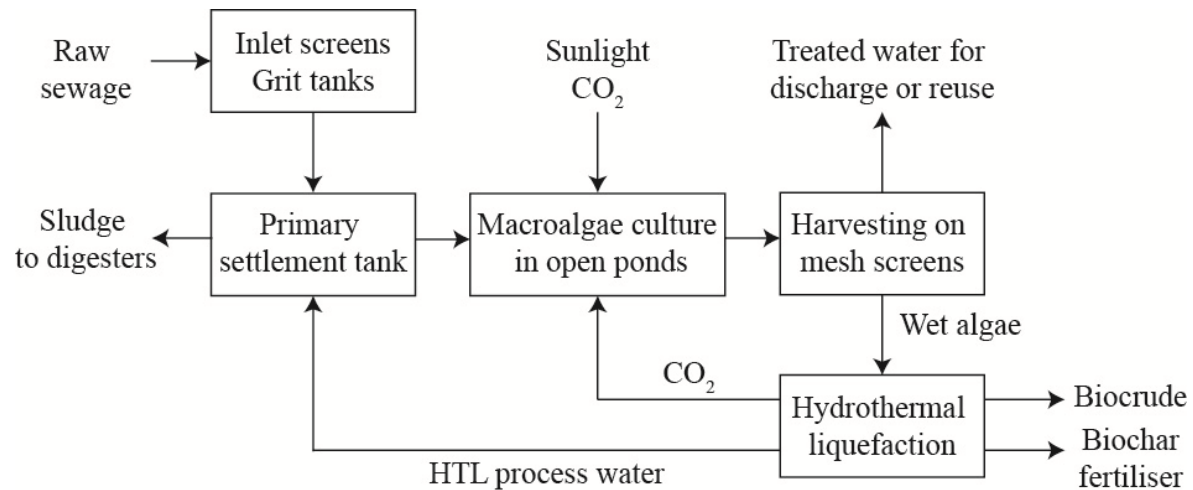 Raw
sewage
Inlet screens
Grit tanks
Sunlight
CO2
Treated water for
discharge or reuse
Sludge
to digesters
Primary
settlement tank
Macroalgae culture
in open ponds
Harvesting on
mesh screens
Wet algae
CO2
Hydrothermal
liquefaction
Biocrude
Biochar
fertiliser
HTL process water